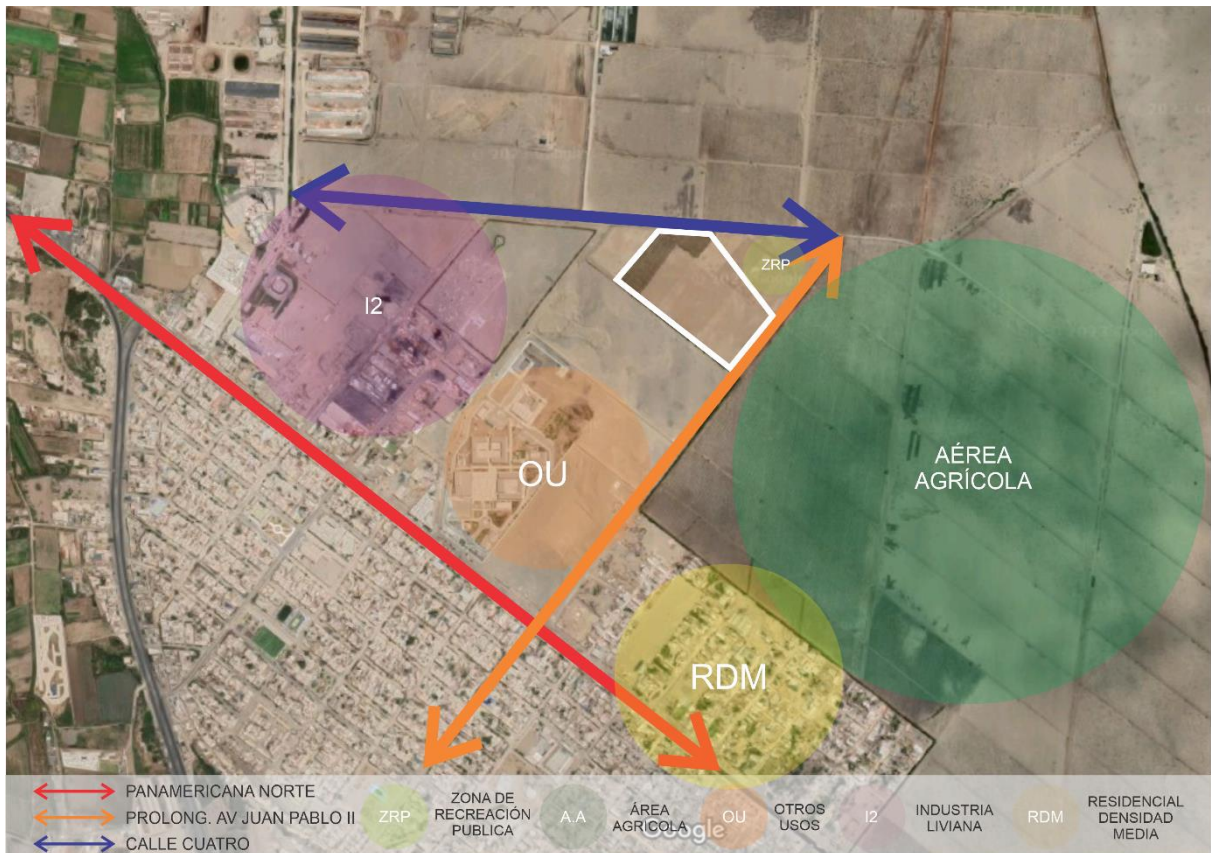 ZRP
I2
OU
AÉREA
AGRÍCOLA
RDM
PANAMERICANA NORTE
PROLONG. AV JUAN PABLO II
CALLE CUATRO
ZRP
ZONA DE
RECREACIÓN
PUBLICA
A.A
ÁREA
AGRICOLA
OU
OTROS
USOS
I2
INDUSTRIA
LIVIANA
RDM
RESIDENCIAL
DENSIDAD
MEDIA
Google